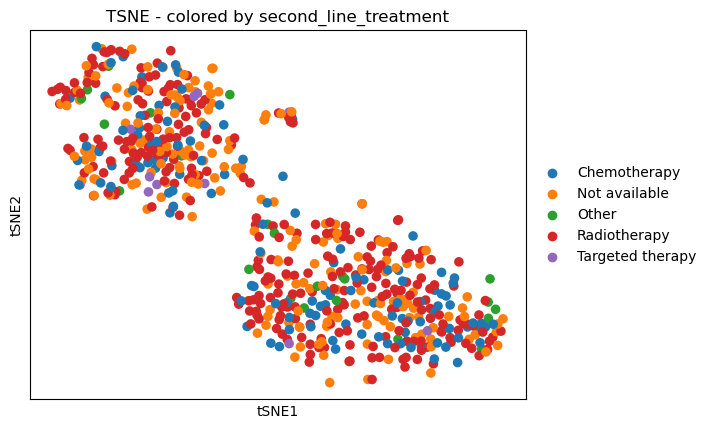 TSNE - colored by second_line_treatment
tSNE2
tSNE1
Chemotherapy
Not available
Other
Radiotherapy
Targeted therapy